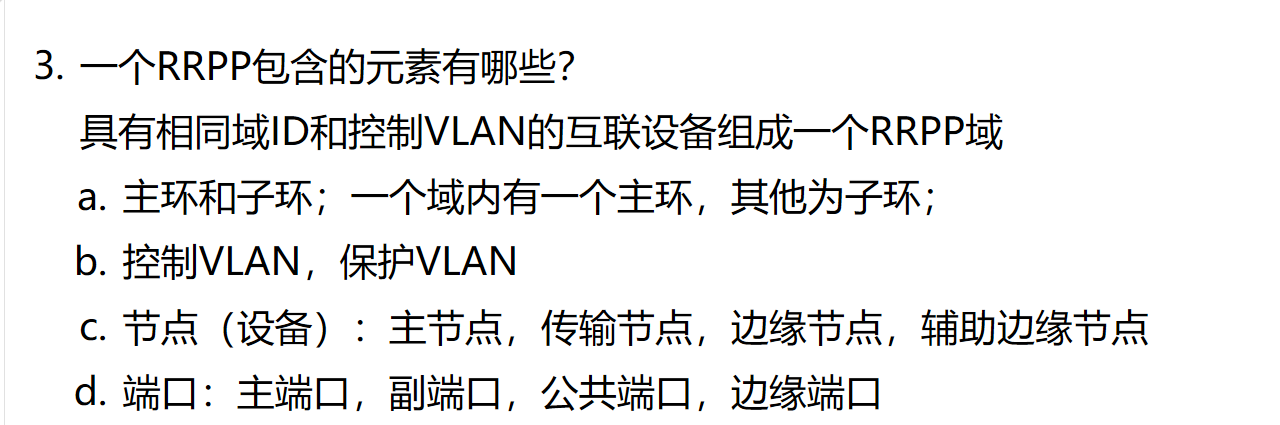 3. 一个RRPP包含的元素有哪些？
具有相同域ID和控制VLAN的互联设备组成一个RRPP域
a. 主环和子环；一个域内有一个主环，其他为子环；
b. 控制VLAN，保护VLAN
c. 节点（设备）：主节点，传输节点，边缘节点，辅助边缘节点
d. 端口：主端口，副端口，公共端口，边缘端口